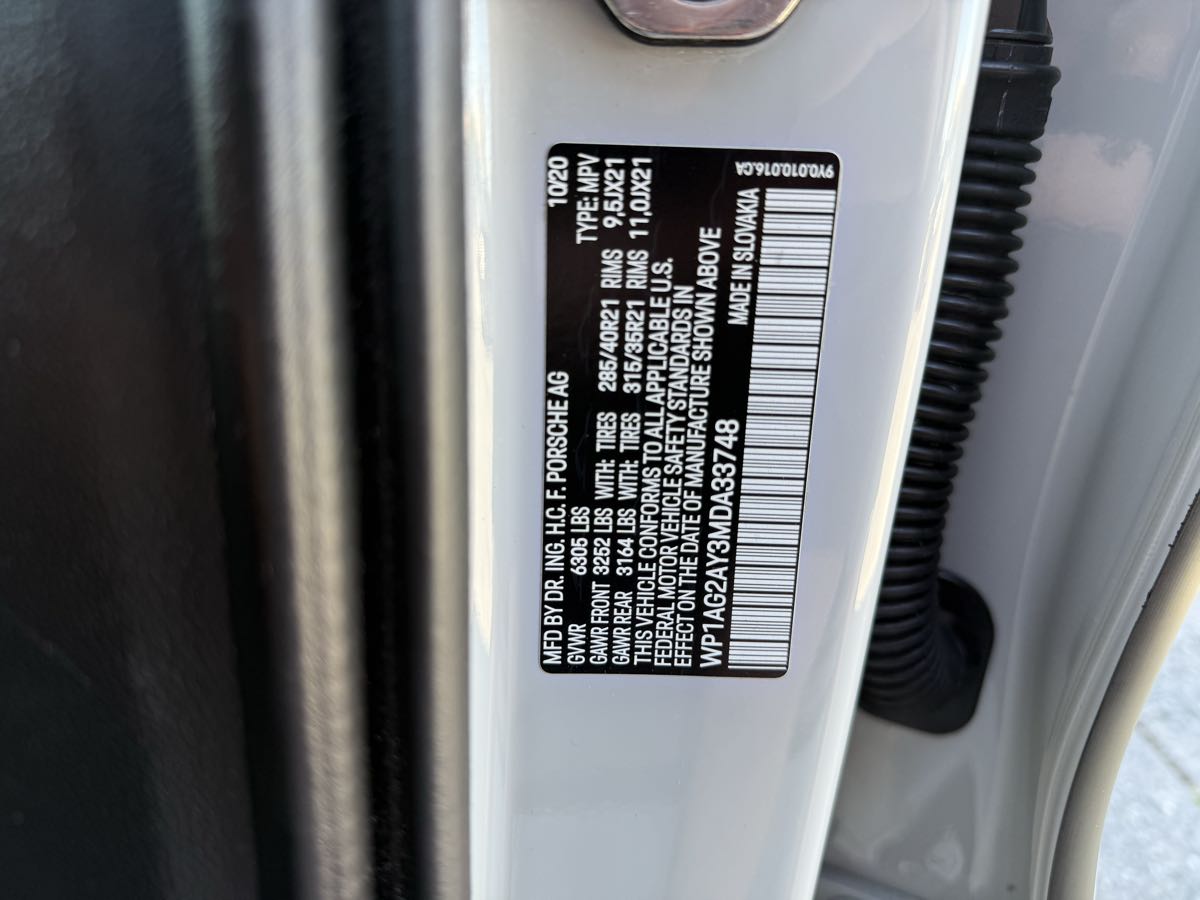 MFD BY DR. ING. H.C. F. PORSCHE AG 10/20
GVWR 6305 LBS TYPE: MPV
GAWR FRONT 3252 LBS WITH: TIRES 285/40R21 RIMS 9,5JX21
GAWR REAR 3164 LBS WITH: TIRES 315/35R21 RIMS 11,0JX21
THIS VEHICLE CONFORMS TO ALL APPLICABLE U.S.
FEDERAL MOTOR VEHICLE SAFETY STANDARDS IN
EFFECT ON THE DATE OF MANUFACTURE SHOWN ABOVE
WP1AG2AY3MDA33748 MADE IN SLOVAKIA
9Y0.010.016.CA